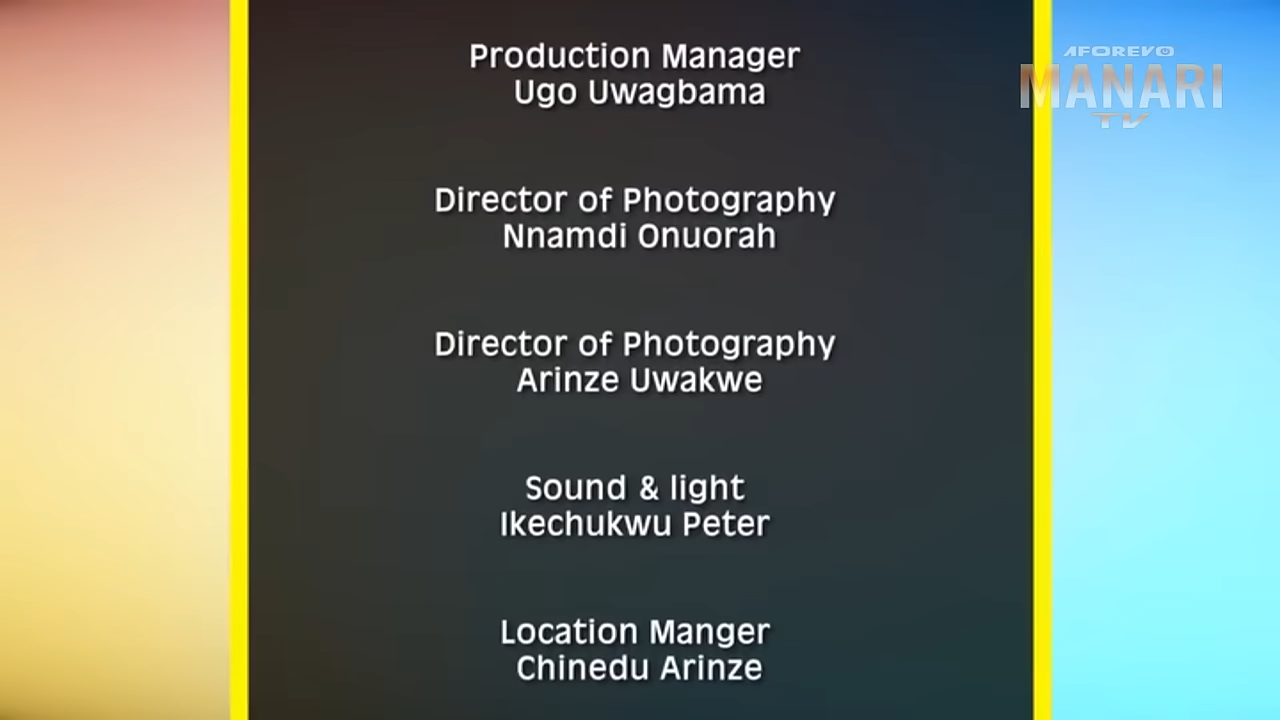 Production Manager
Ugo Uwagbama
AFOREVO
MANARI
TV
Director of Photography
Nnamdi Onuorah
Director of Photography
Arinze Uwakwe
Sound & light
Ikechukwu Peter
Location Manger
Chinedu Arinze